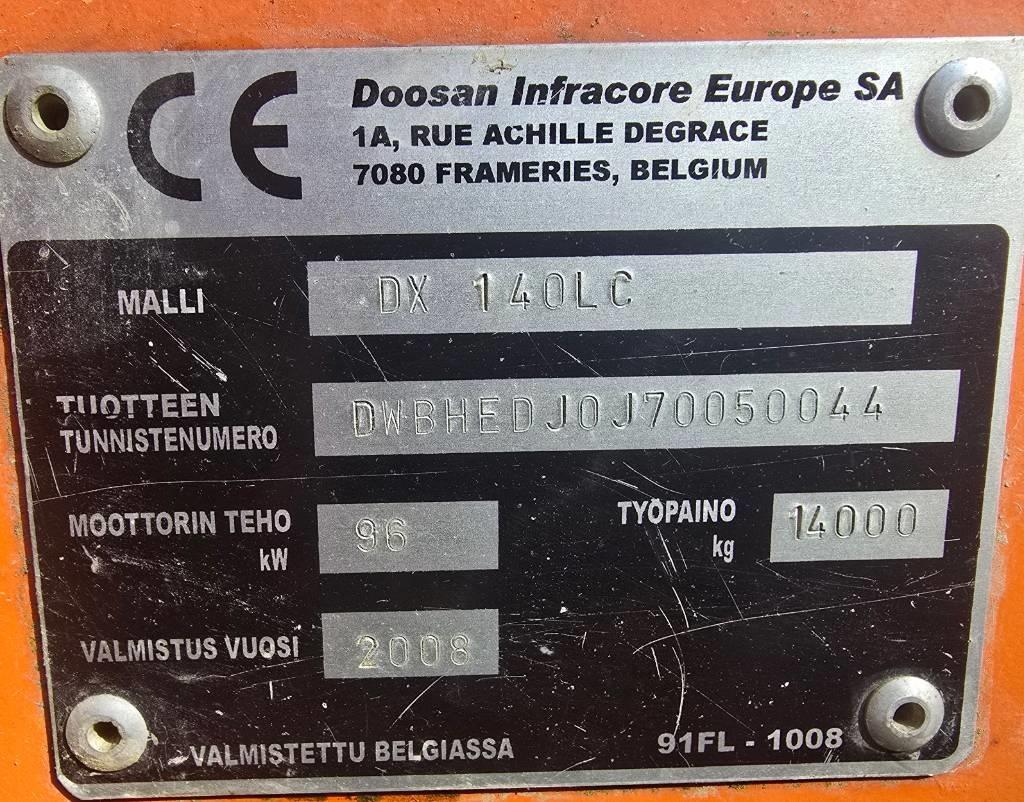 CE
Doosan Infracore Europe SA
1A, RUE ACHILLE DEGRACE
7080 FRAMERIES, BELGIUM
MALLI DX 140LC
TUOTTEEN
TUNNISTENUMERO DWBHEDJ0J70050044
MOOTTORIN TEHO
kW 96
TYÖPAINO
kg 14000
VALMISTUS VUOSI 2008
VALMISTETTU BELGIASSA 91FL - 1008